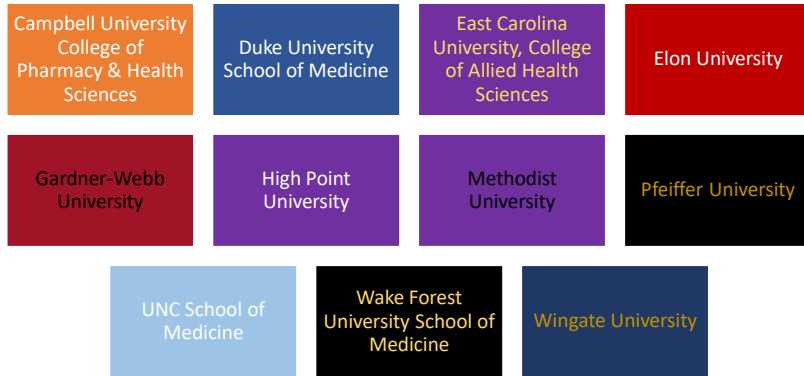 Campbell University
College of
Pharmacy & Health
Sciences
Duke University
School of Medicine
East Carolina
University, College
of Allied Health
Sciences
Elon University
Gardner-Webb
University
High Point
University
Methodist
University
Pfeiffer University
UNC School of
Medicine
Wake Forest
University School of
Medicine
Wingate University